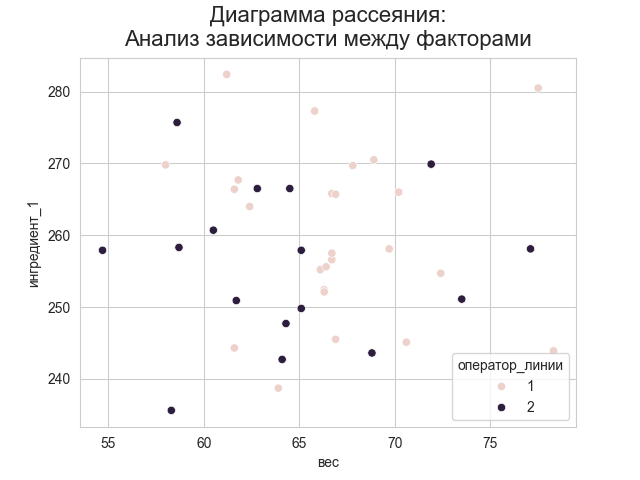 Диаграмма рассеяния:
Анализ зависимости между факторами
280
270
260
250
240
ингредиент_1
55
60
65
70
75
вес
оператор_линии
1
2